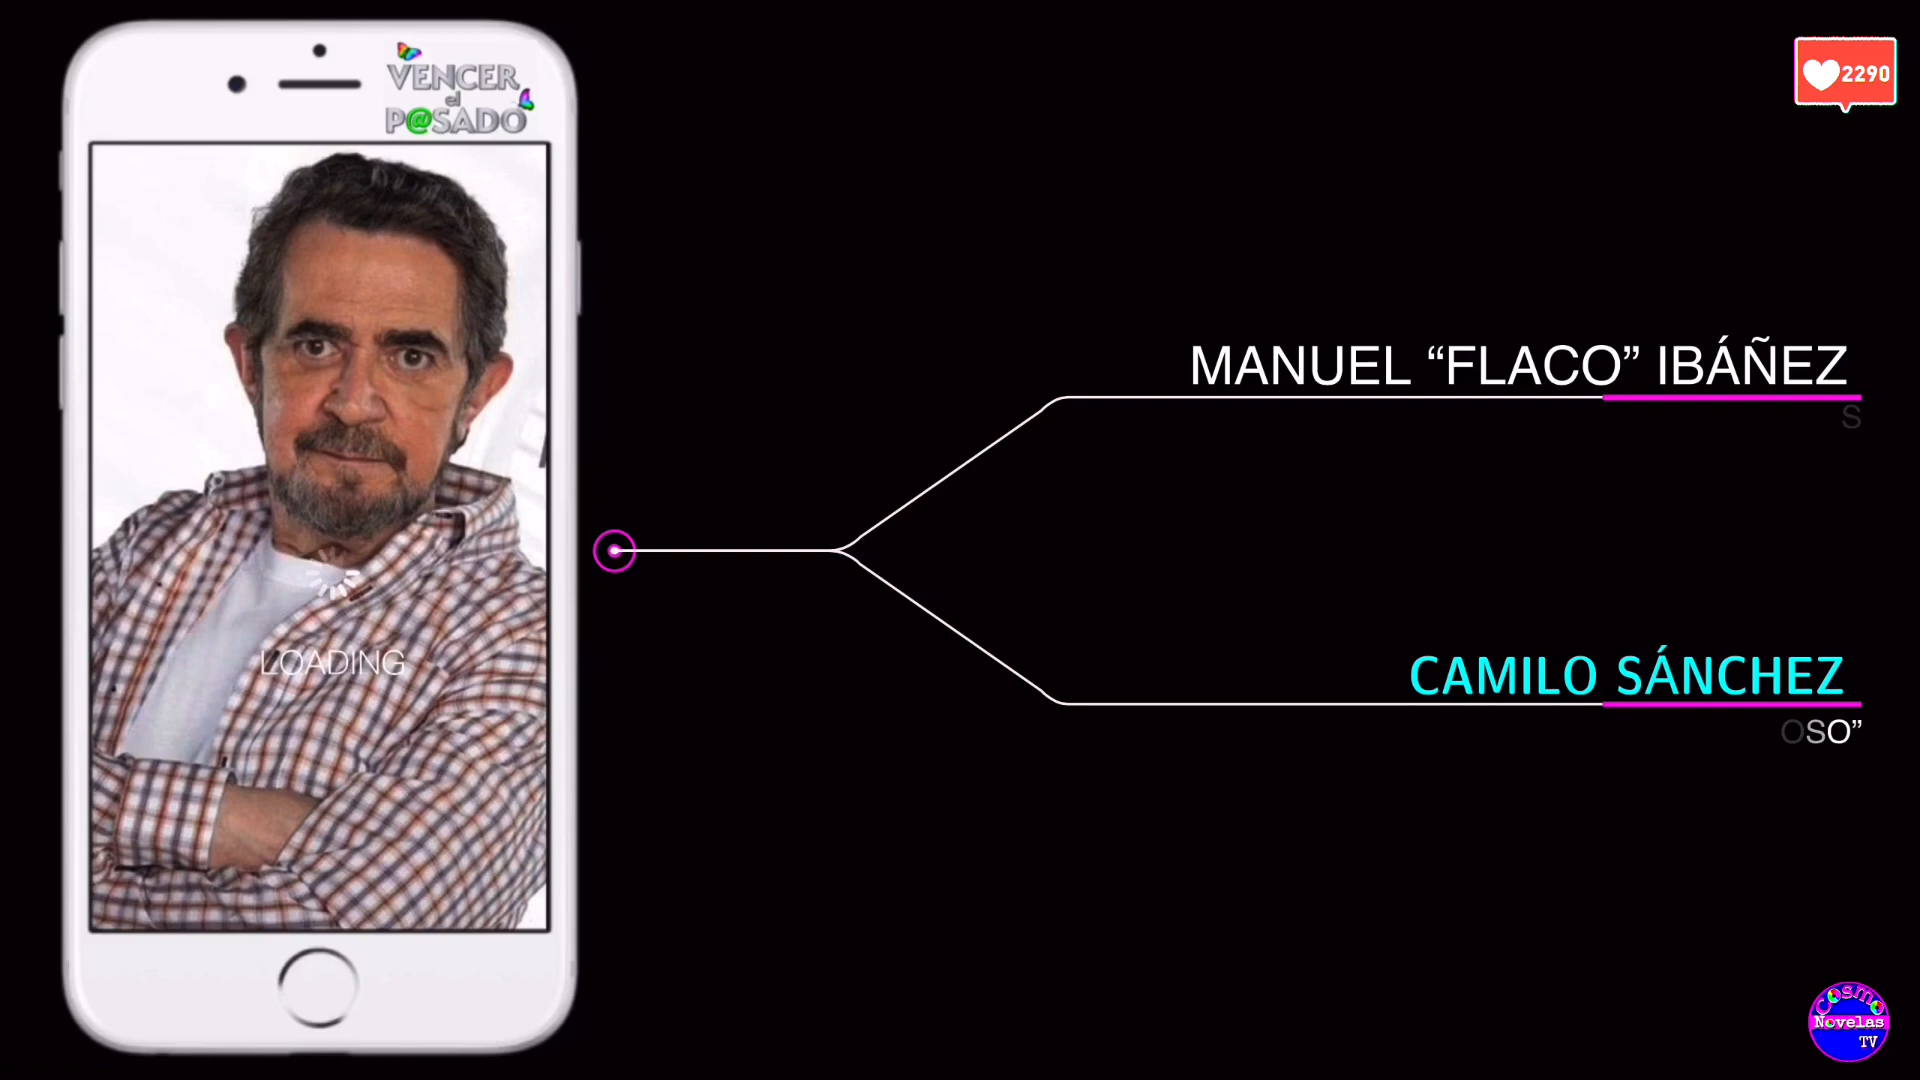 VENCER
el
P@SADO
2290
LOADING
MANUEL “FLACO” IBÁÑEZ
S
CAMILO SÁNCHEZ
OSO”
Cosmo
Novelas
TV